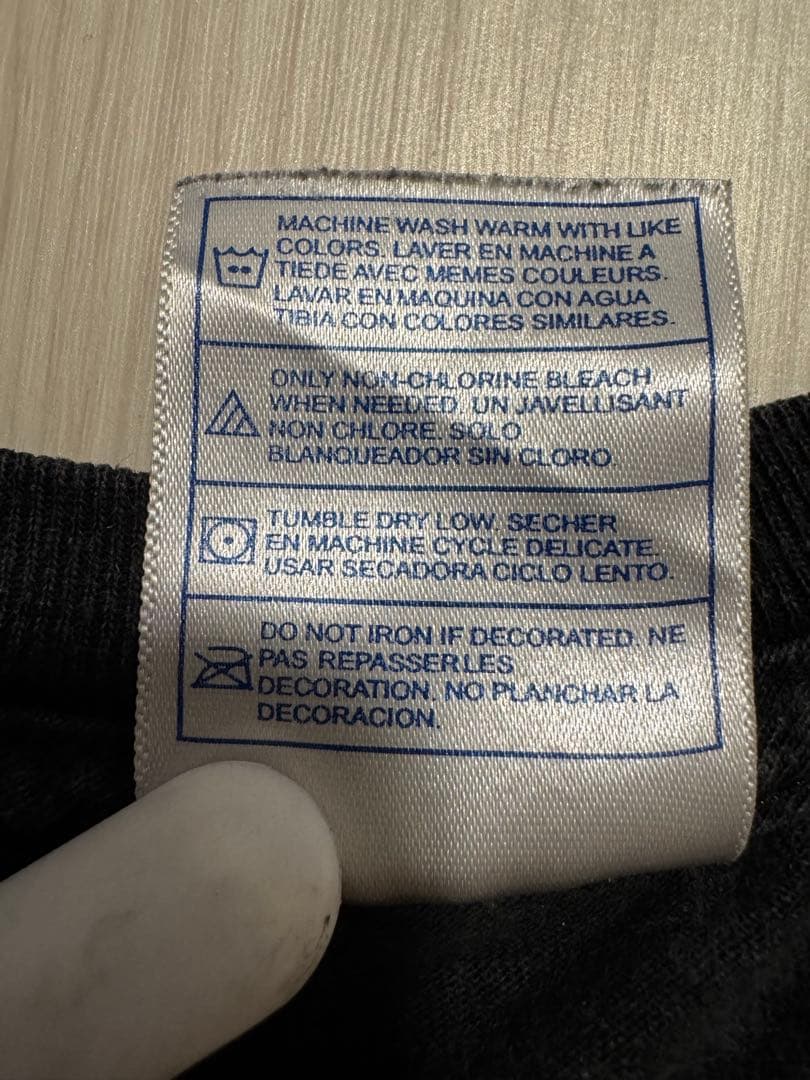 MACHINE WASH WARM WITH LIKE
COLORS. LAVER EN MACHINE A
TIEDE AVEC MEMES COULEURS.
LAVAR EN MAQUINA CON AGUA
TIBIA CON COLORES SIMILARES.
ONLY NON-CHLORINE BLEACH
WHEN NEEDED. UN JAVELLISANT
NON CHLORE. SOLO
BLANQUEADOR SIN CLORO.
TUMBLE DRY LOW. SECHER
EN MACHINE CYCLE DELICATE.
USAR SECADORA CICLO LENTO.
DO NOT IRON IF DECORATED. NE
PAS REPASSERLES
DECORATION. NO PLANCHAR LA
DECORACION.